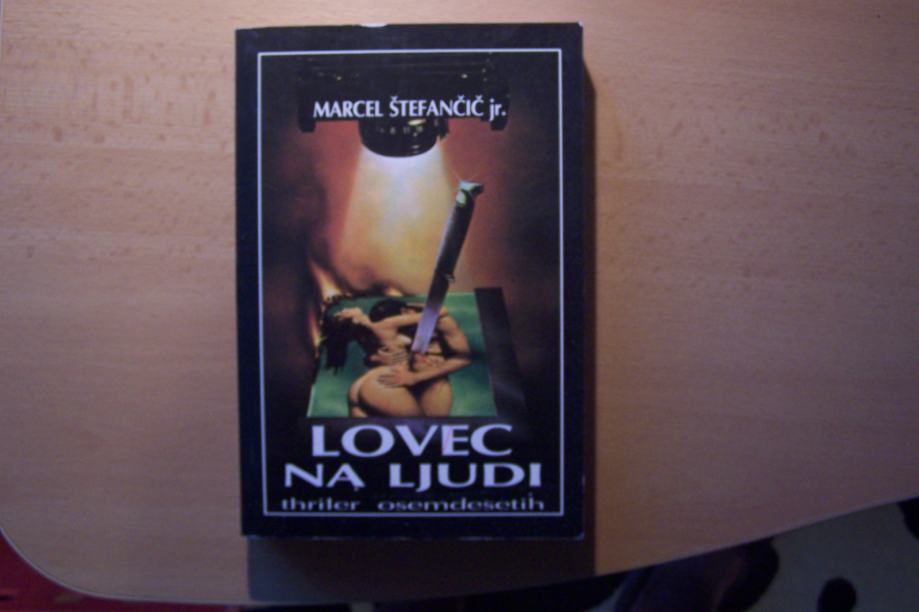 MARCEL ŠTEFANČIČ jr.
LOVEC
NA LJUDI
thriler osemdesetih